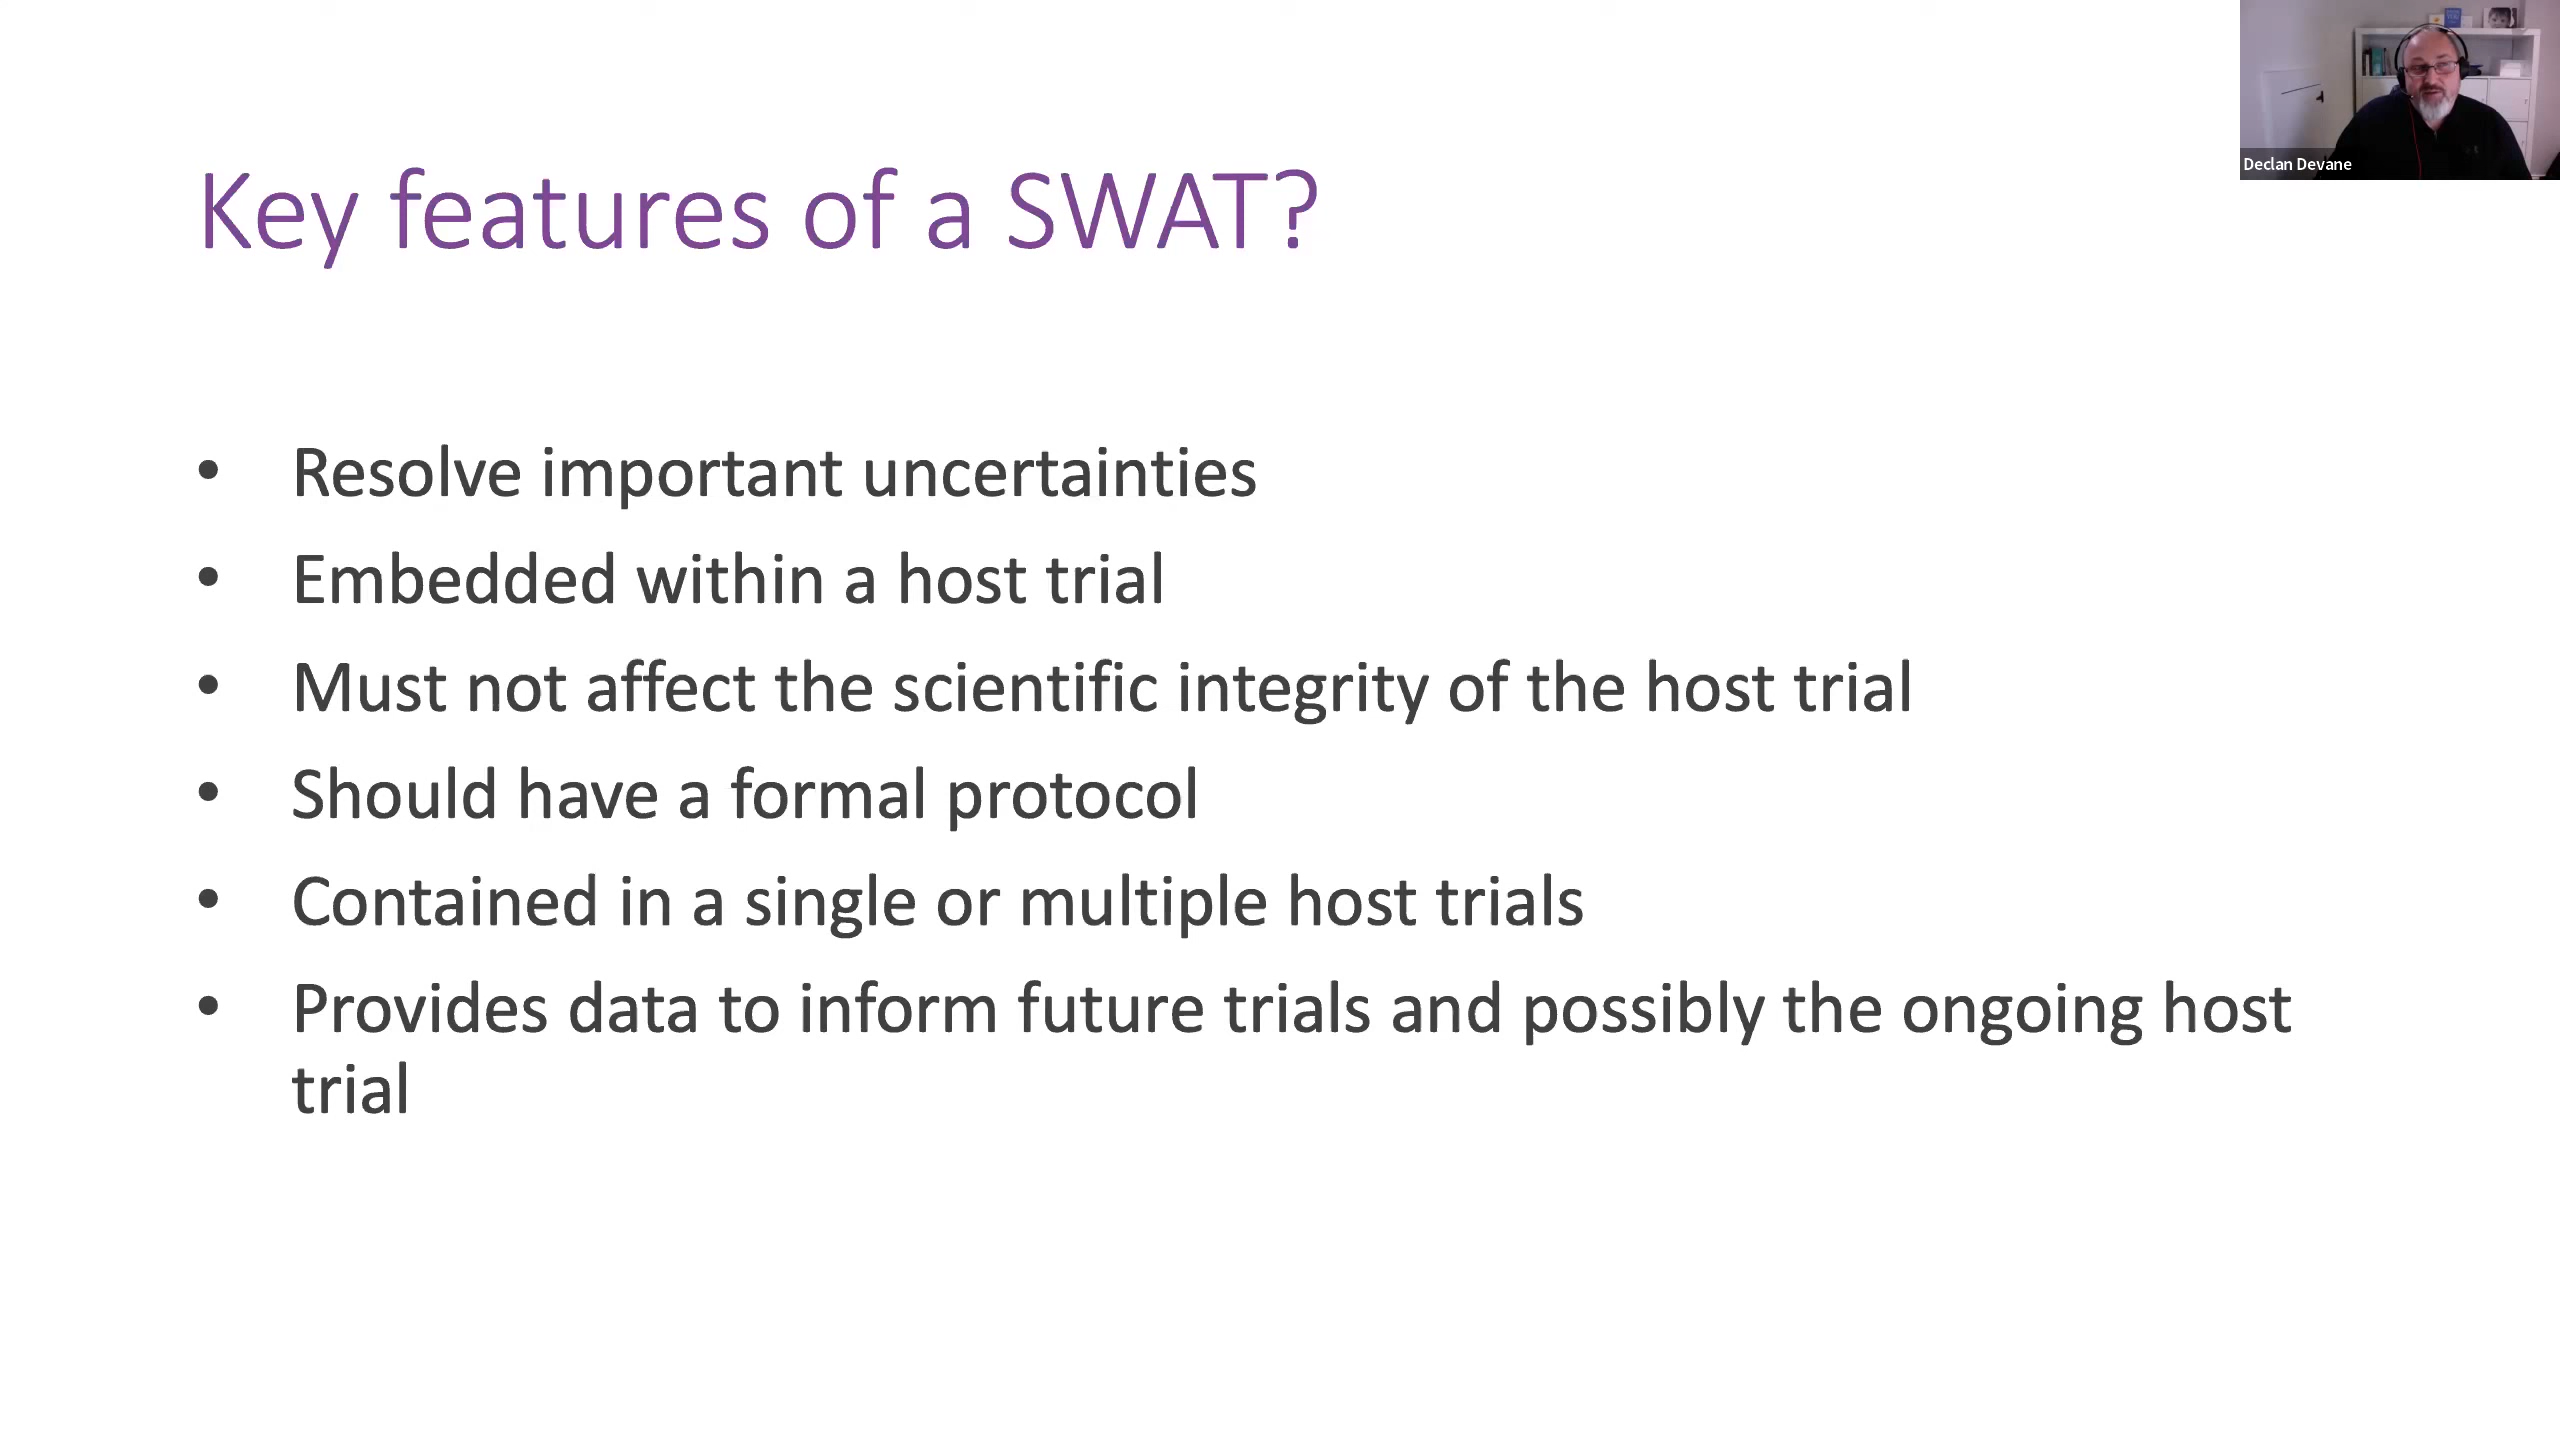 Key features of a SWAT?
• Resolve important uncertainties
• Embedded within a host trial
• Must not affect the scientific integrity of the host trial
• Should have a formal protocol
• Contained in a single or multiple host trials
• Provides data to inform future trials and possibly the ongoing host
trial
Declan Devane